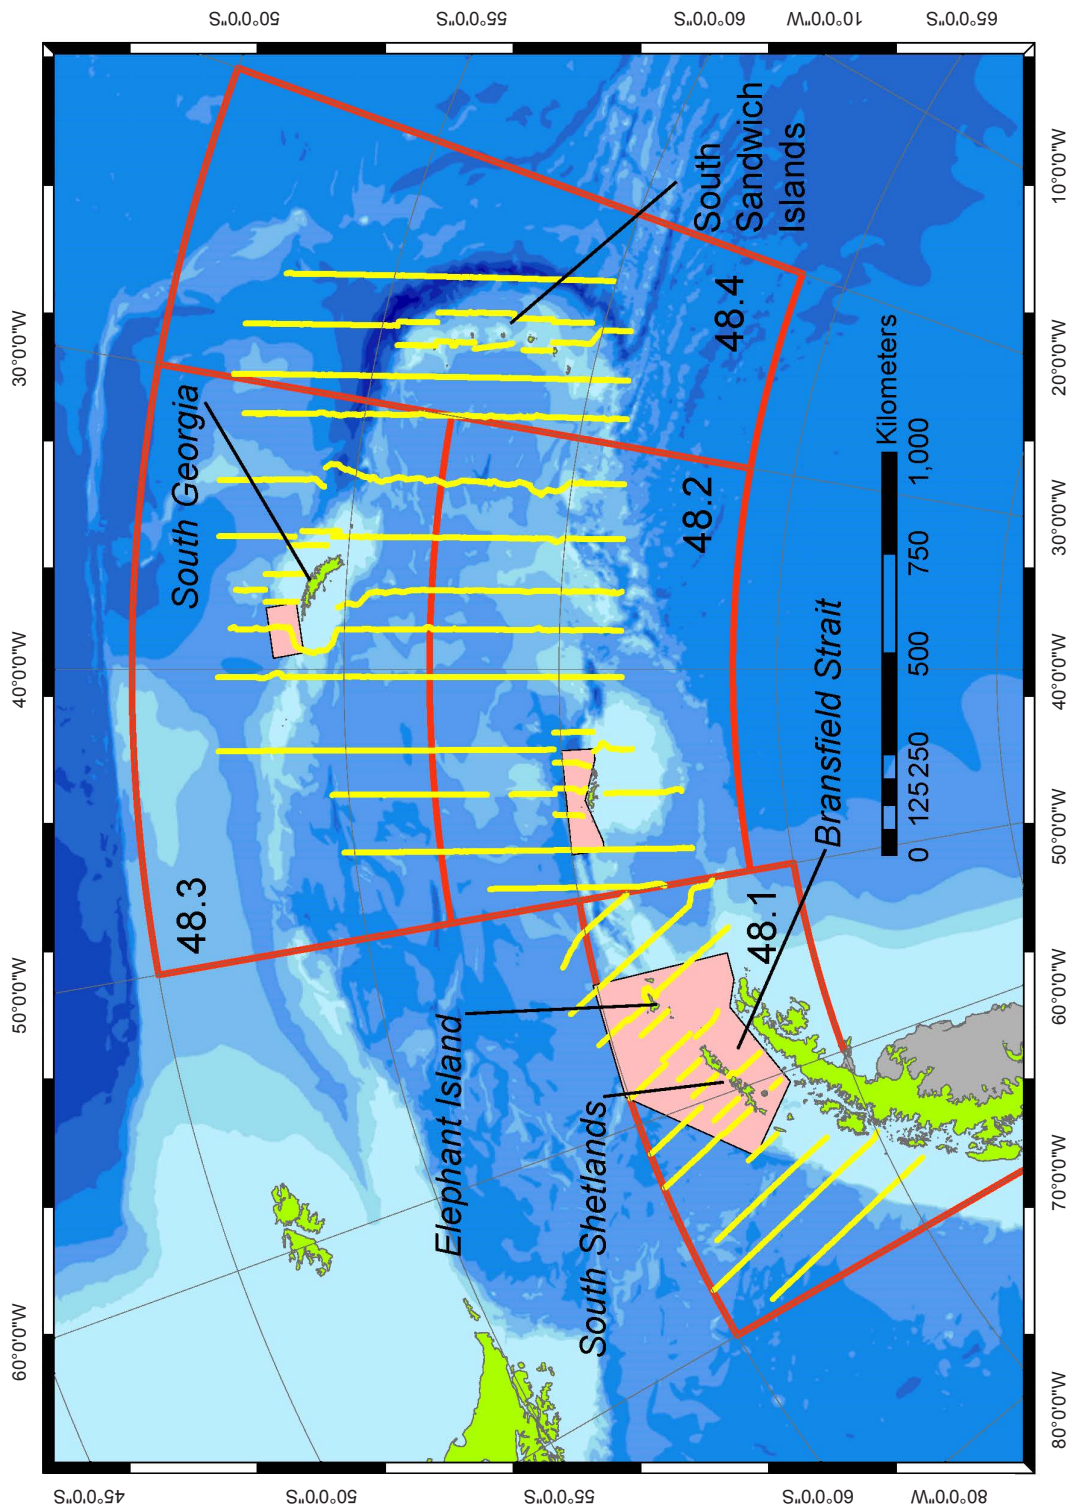 60°0'0"W
50°0'0"W
40°0'0"W
30°0'0"W
45°0'0"S
50°0'0"S
55°0'0"S
60°0'0"S
90°0'0"W
50°0'0"S
55°0'0"S
60°0'0"S
10°0'0"W
65°0'0"S
48.3
South Georgia
Elephant Island
South Shetlands
48.2
South
Sandwich
Islands
48.4
48.1
Bransfield Strait
Kilometers
0 125 250 500 750 1,000
80°0'0"W
70°0'0"W
60°0'0"W
50°0'0"W
40°0'0"W
30°0'0"W
20°0'0"W
10°0'0"W